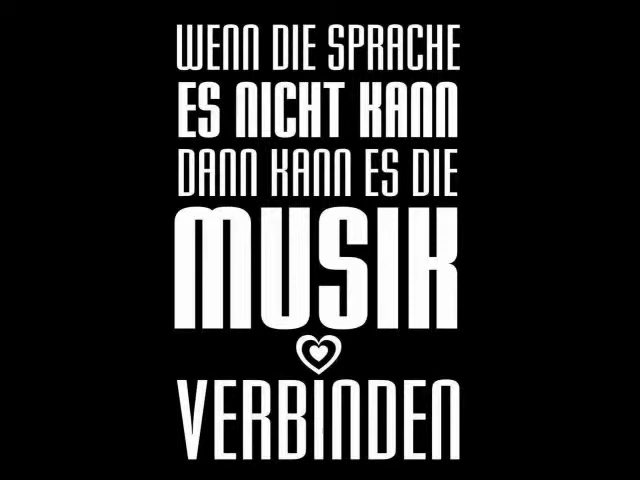 WENN DIE SPRACHE
ES NICHT KANN
DANN KANN ES DIE
MUSIK
VERBINDEN